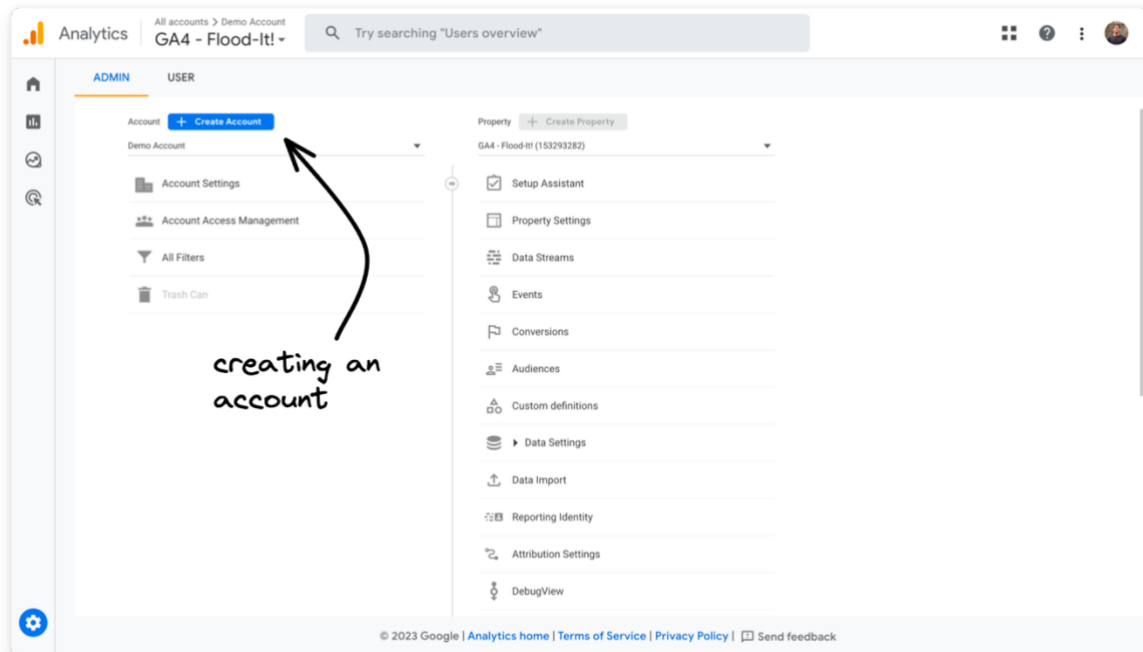 Analytics
All accounts > Demo Account
GA4 - Flood-It!
Try searching "Users overview"
ADMIN
USER
Account
+ Create Account
Demo Account
Account Settings
Account Access Management
All Filters
Trash Can
Property
+ Create Property
GA4 - Flood-It! (153293282)
Setup Assistant
Property Settings
Data Streams
Events
Conversions
Audiences
Custom definitions
Data Settings
Data Import
Reporting Identity
Attribution Settings
DebugView
creating an
account
© 2023 Google | Analytics home | Terms of Service | Privacy Policy | Send feedback